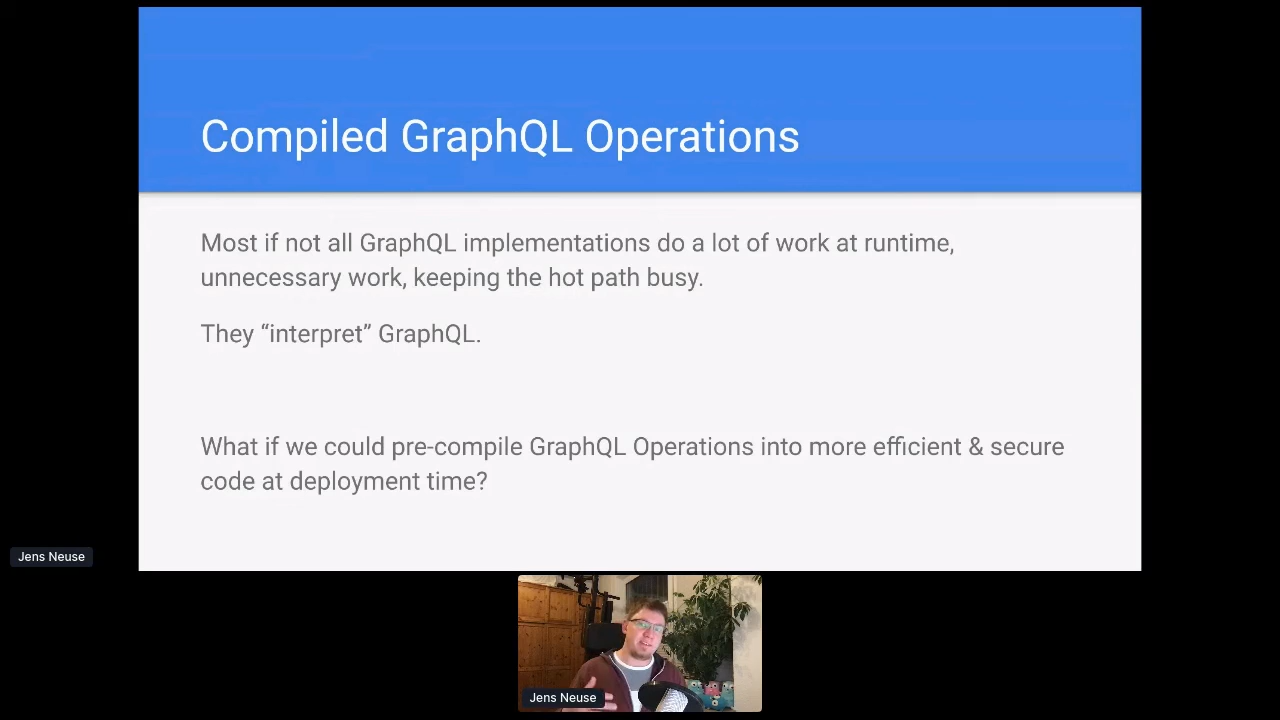 Compiled GraphQL Operations
Most if not all GraphQL implementations do a lot of work at runtime,
unnecessary work, keeping the hot path busy.
They “interpret” GraphQL.
What if we could pre-compile GraphQL Operations into more efficient & secure
code at deployment time?
Jens Neuse
Jens Neuse